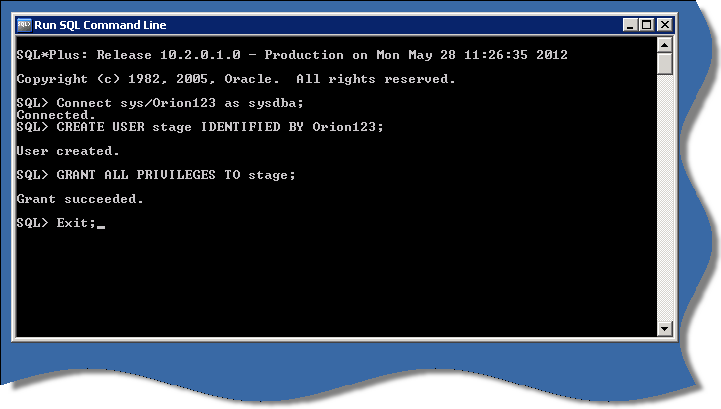 Run SQL Command Line
SQL*Plus: Release 10.2.0.1.0 - Production on Mon May 28 11:26:35 2012
Copyright (c) 1982, 2005, Oracle.  All rights reserved.
SQL> Connect sys/Orion123 as sysdba;
Connected.
SQL> CREATE USER stage IDENTIFIED BY Orion123;
User created.
SQL> GRANT ALL PRIVILEGES TO stage;
Grant succeeded.
SQL> Exit;